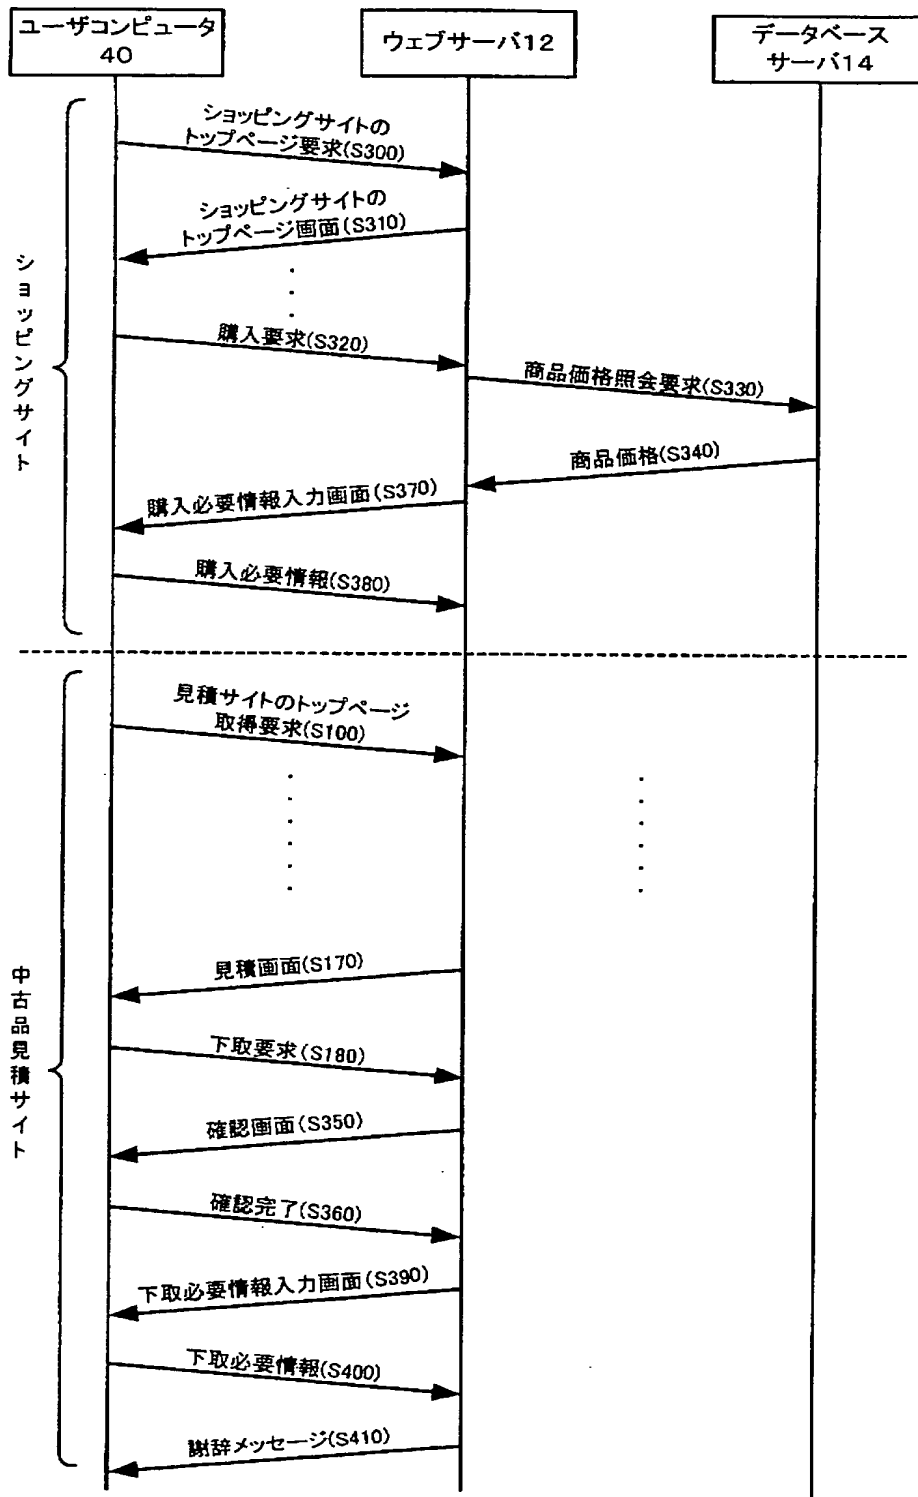 ユーザコンピュータ
40
ウェブサーバ12
データベース
サーバ14
ショッピングサイト
ショッピングサイトの
トップページ要求(S300)
ショッピングサイトの
トップページ画面(S310)
購入要求(S320)
商品価格照会要求(S330)
商品価格(S340)
購入必要情報入力画面(S370)
購入必要情報(S380)
中古品見積サイト
見積サイトのトップページ
取得要求(S100)
見積画面(S170)
下取要求(S180)
確認画面(S350)
確認完了(S360)
下取必要情報入力画面(S390)
下取必要情報(S400)
謝辞メッセージ(S410)